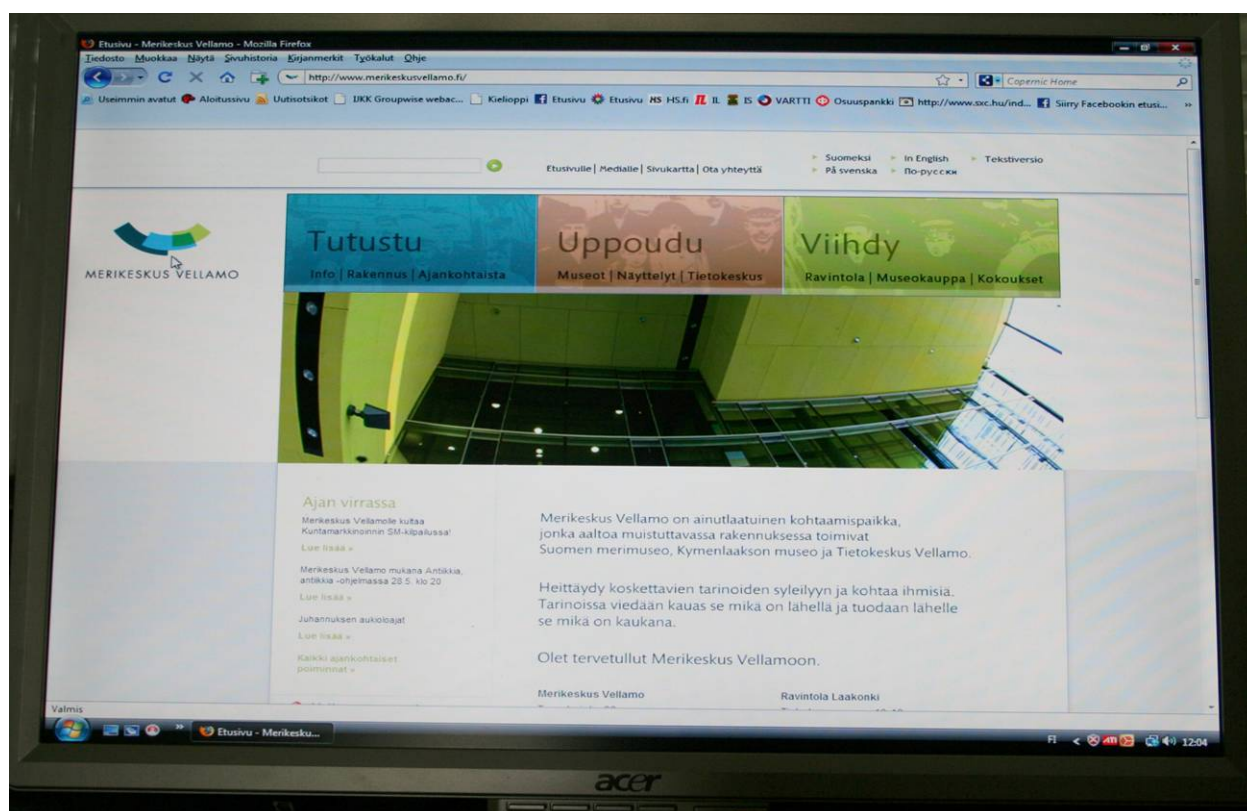 Etusivu - Merikeskus Vellamo - Mozilla Firefox
Tiedosto Muokkaa Näytä Sivuhistoria Kirjanmerkit Työkalut Ohje
http://www.merikeskusvellamo.fi/ Copernic Home
Useimmin avatut Aloitussivu Uutisotsikot UKK Groupwise webac... Kielioppi Etusivu Etusivu HS HS.fi IL IL IS VARTTI Osuuspankki http://www.sxc.hu/ind... Siirry Facebookin etusi... »
Etusivulle | Medialle | Sivukartta | Ota yhteyttä
Suomeksi In English Tekstiversio
På svenska По-русски
MERIKESKUS VELLAMO
Tutustu
Info | Rakennus | Ajankohtaista
Uppoudu
Museot | Näyttelyt | Tietokeskus
Viihdy
Ravintola | Museokauppa | Kokoukset
Ajan virrassa
Merikeskus Vellamolle kultaa
Kuntamarkkinoinnin SM-kilpailussa!
Lue lisää »
Merikeskus Vellamo mukana Antiikkia,
antiikkia -ohjelmassa 28.5. klo 20
Lue lisää »
Juhannuksen aukioloajat
Lue lisää »
Kaikki ajankohtaiset
poiminnat »
Merikeskus Vellamo on ainutlaatuinen kohtaamispaikka,
jonka aaltoa muistuttavassa rakennuksessa toimivat
Suomen merimuseo, Kymenlaakson museo ja Tietokeskus Vellamo.
Heittäydy koskettavien tarinoiden syleilyyn ja kohtaa ihmisiä.
Tarinoissa viedään kauas se mikä on lähellä ja tuodaan lähelle
se mikä on kaukana.
Olet tervetullut Merikeskus Vellamoon.
Merikeskus Vellamo
Ravintola Laakonki
Valmis
Etusivu - Merikesku...
FI < ATI 12:04
acer